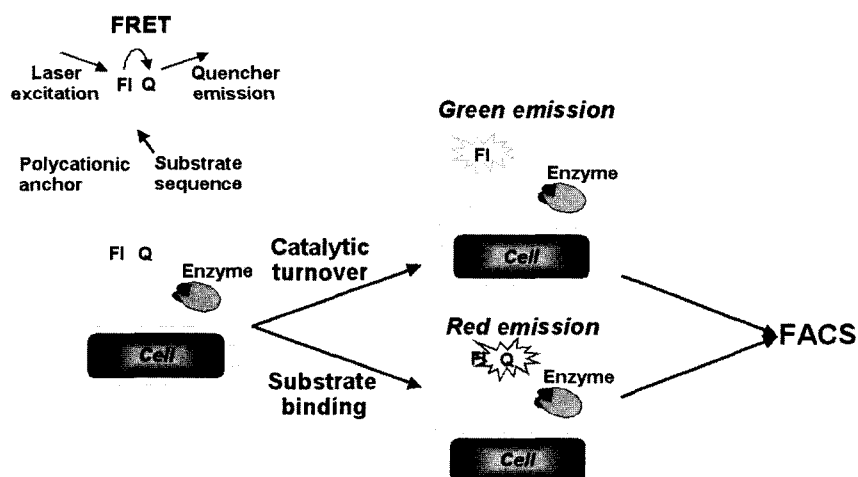 FRET
Laser excitation
Fl Q
Quencher emission
Polycationic anchor
Substrate sequence
Green emission
Fl
Enzyme
Cell
Fl Q
Enzyme
Cell
Catalytic turnover
Substrate binding
Red emission
Fl Q
Enzyme
Cell
FACS